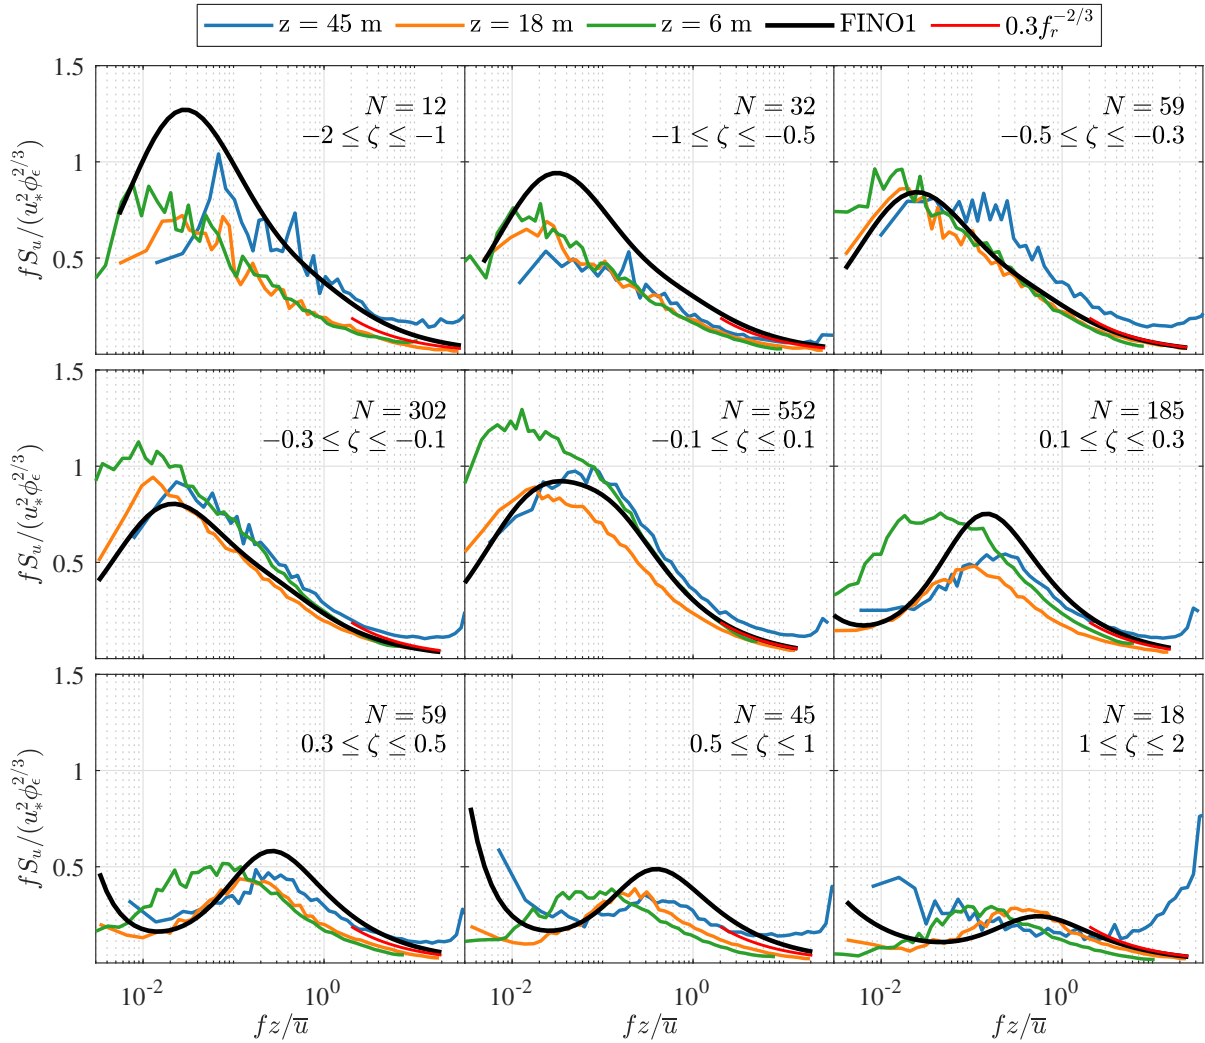 z = 45 m z = 18 m z = 6 m FINO1 0.3f_r^{-2/3}
1.5
1
0.5
fS_u/(u_*^2 ϕ_ϵ^{2/3})
N = 12
−2 ≤ ζ ≤ −1
N = 32
−1 ≤ ζ ≤ −0.5
N = 59
−0.5 ≤ ζ ≤ −0.3
1.5
1
0.5
fS_u/(u_*^2 ϕ_ϵ^{2/3})
N = 302
−0.3 ≤ ζ ≤ −0.1
N = 552
−0.1 ≤ ζ ≤ 0.1
N = 185
0.1 ≤ ζ ≤ 0.3
1.5
1
0.5
fS_u/(u_*^2 ϕ_ϵ^{2/3})
N = 59
0.3 ≤ ζ ≤ 0.5
N = 45
0.5 ≤ ζ ≤ 1
N = 18
1 ≤ ζ ≤ 2
10^{-2} 10^0 10^{-2} 10^0 10^{-2} 10^0
fz/u̅ fz/u̅ fz/u̅